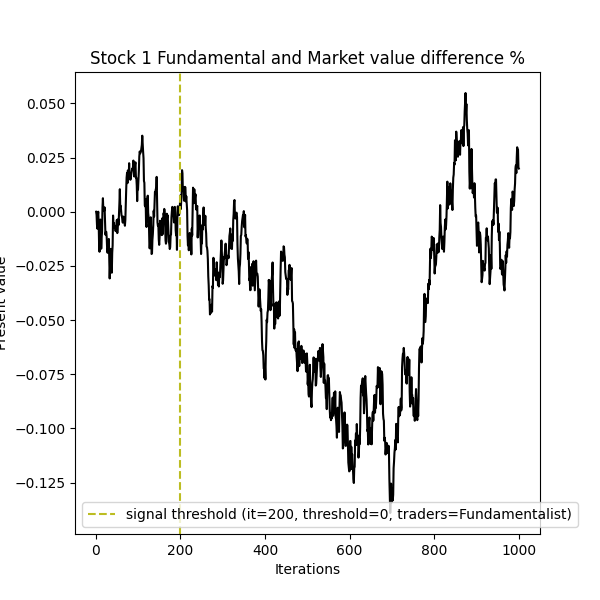 Stock 1 Fundamental and Market value difference %
0.050
0.025
0.000
−0.025
−0.050
−0.075
−0.100
−0.125
Present value
signal threshold (it=200, threshold=0, traders=Fundamentalist)
0 200 400 600 800 1000
Iterations